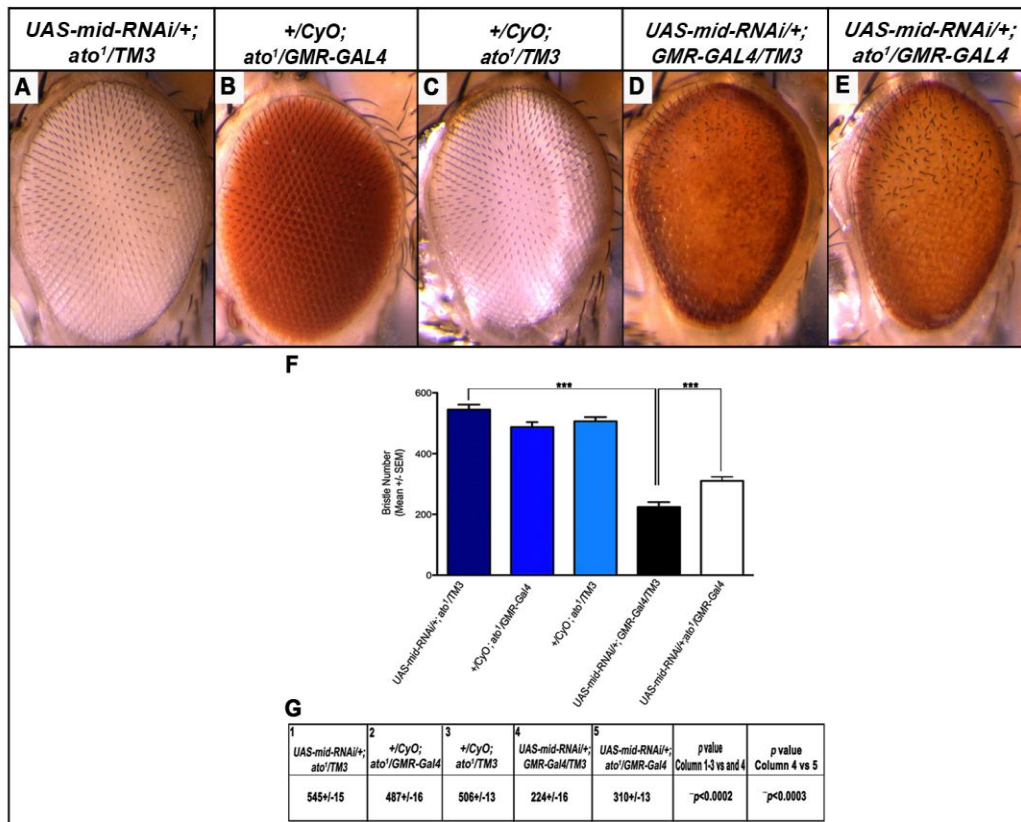 UAS-mid-RNAi/+;
ato¹/TM3
+/CyO;
ato¹/GMR-GAL4
+/CyO;
ato¹/TM3
UAS-mid-RNAi/+;
GMR-GAL4/TM3
UAS-mid-RNAi/+;
ato¹/GMR-GAL4
A
B
C
D
E
F
***
***
600
400
200
0
Bristle Number
(Mean +/- SEM)
UAS-mid-RNAi/+; ato¹/TM3
+/CyO; ato¹/GMR-Gal4
+/CyO; ato¹/TM3
UAS-mid-RNAi/+; GMR-Gal4/TM3
UAS-mid-RNAi/+;ato¹/GMR-Gal4
G
1
UAS-mid-RNAi/+;
ato¹/TM3
2
+/CyO;
ato¹/GMR-Gal4
3
+/CyO;
ato¹/TM3
4
UAS-mid-RNAi/+;
GMR-Gal4/TM3
5
UAS-mid-RNAi/+;
ato¹/GMR-Gal4
p value
Column 1-3 vs and 4
p value
Column 4 vs 5
545+/-15
487+/-16
506+/-13
224+/-16
310+/-13
p<0.0002
p<0.0003